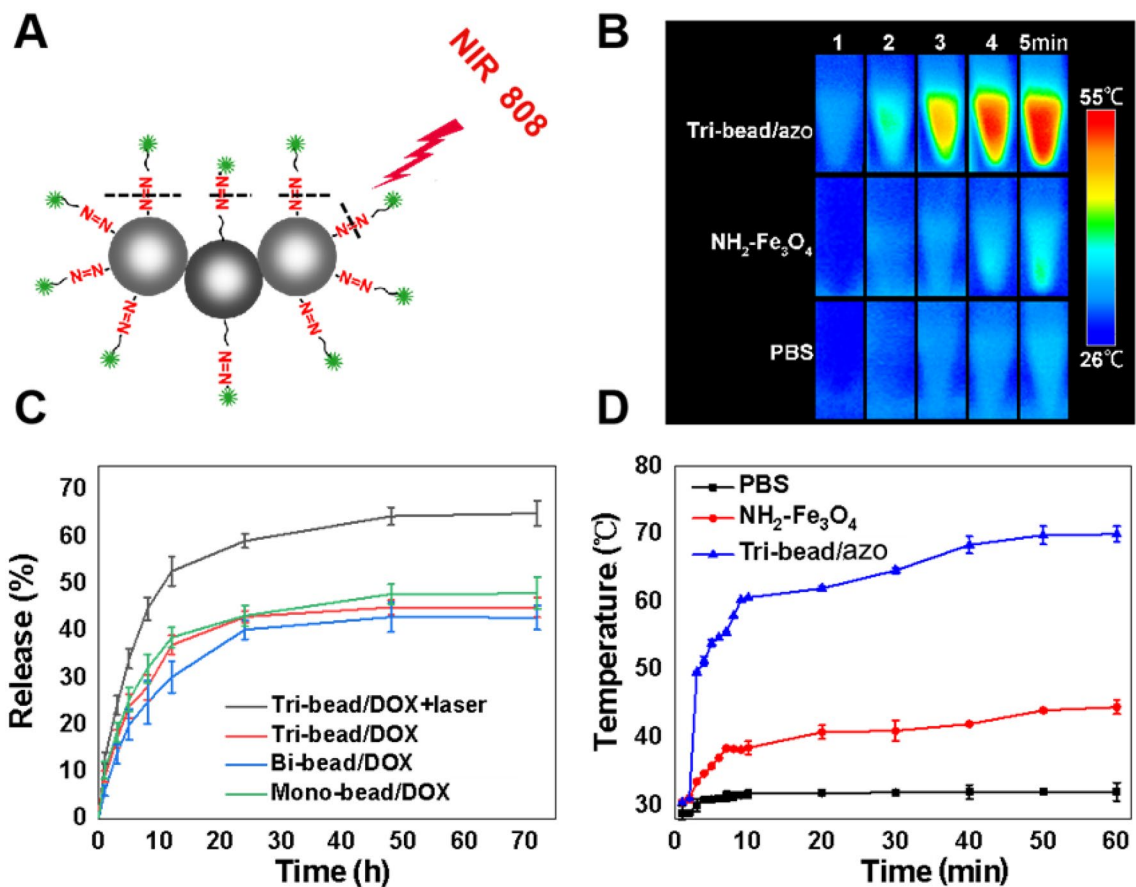 A
NIR 808
N=N
N=N
N=N
N=N
N=N
N=N
N=N
N=N
N=N
N=N
B
1 2 3 4 5min
Tri-bead/azo
NH₂-Fe₃O₄
PBS
55℃
26℃
C
Release (%)
70
60
50
40
30
20
10
0
Tri-bead/DOX+laser
Tri-bead/DOX
Bi-bead/DOX
Mono-bead/DOX
0 10 20 30 40 50 60 70
Time (h)
D
Temperature (℃)
80
70
60
50
40
30
PBS
NH₂-Fe₃O₄
Tri-bead/azo
0 10 20 30 40 50 60
Time (min)